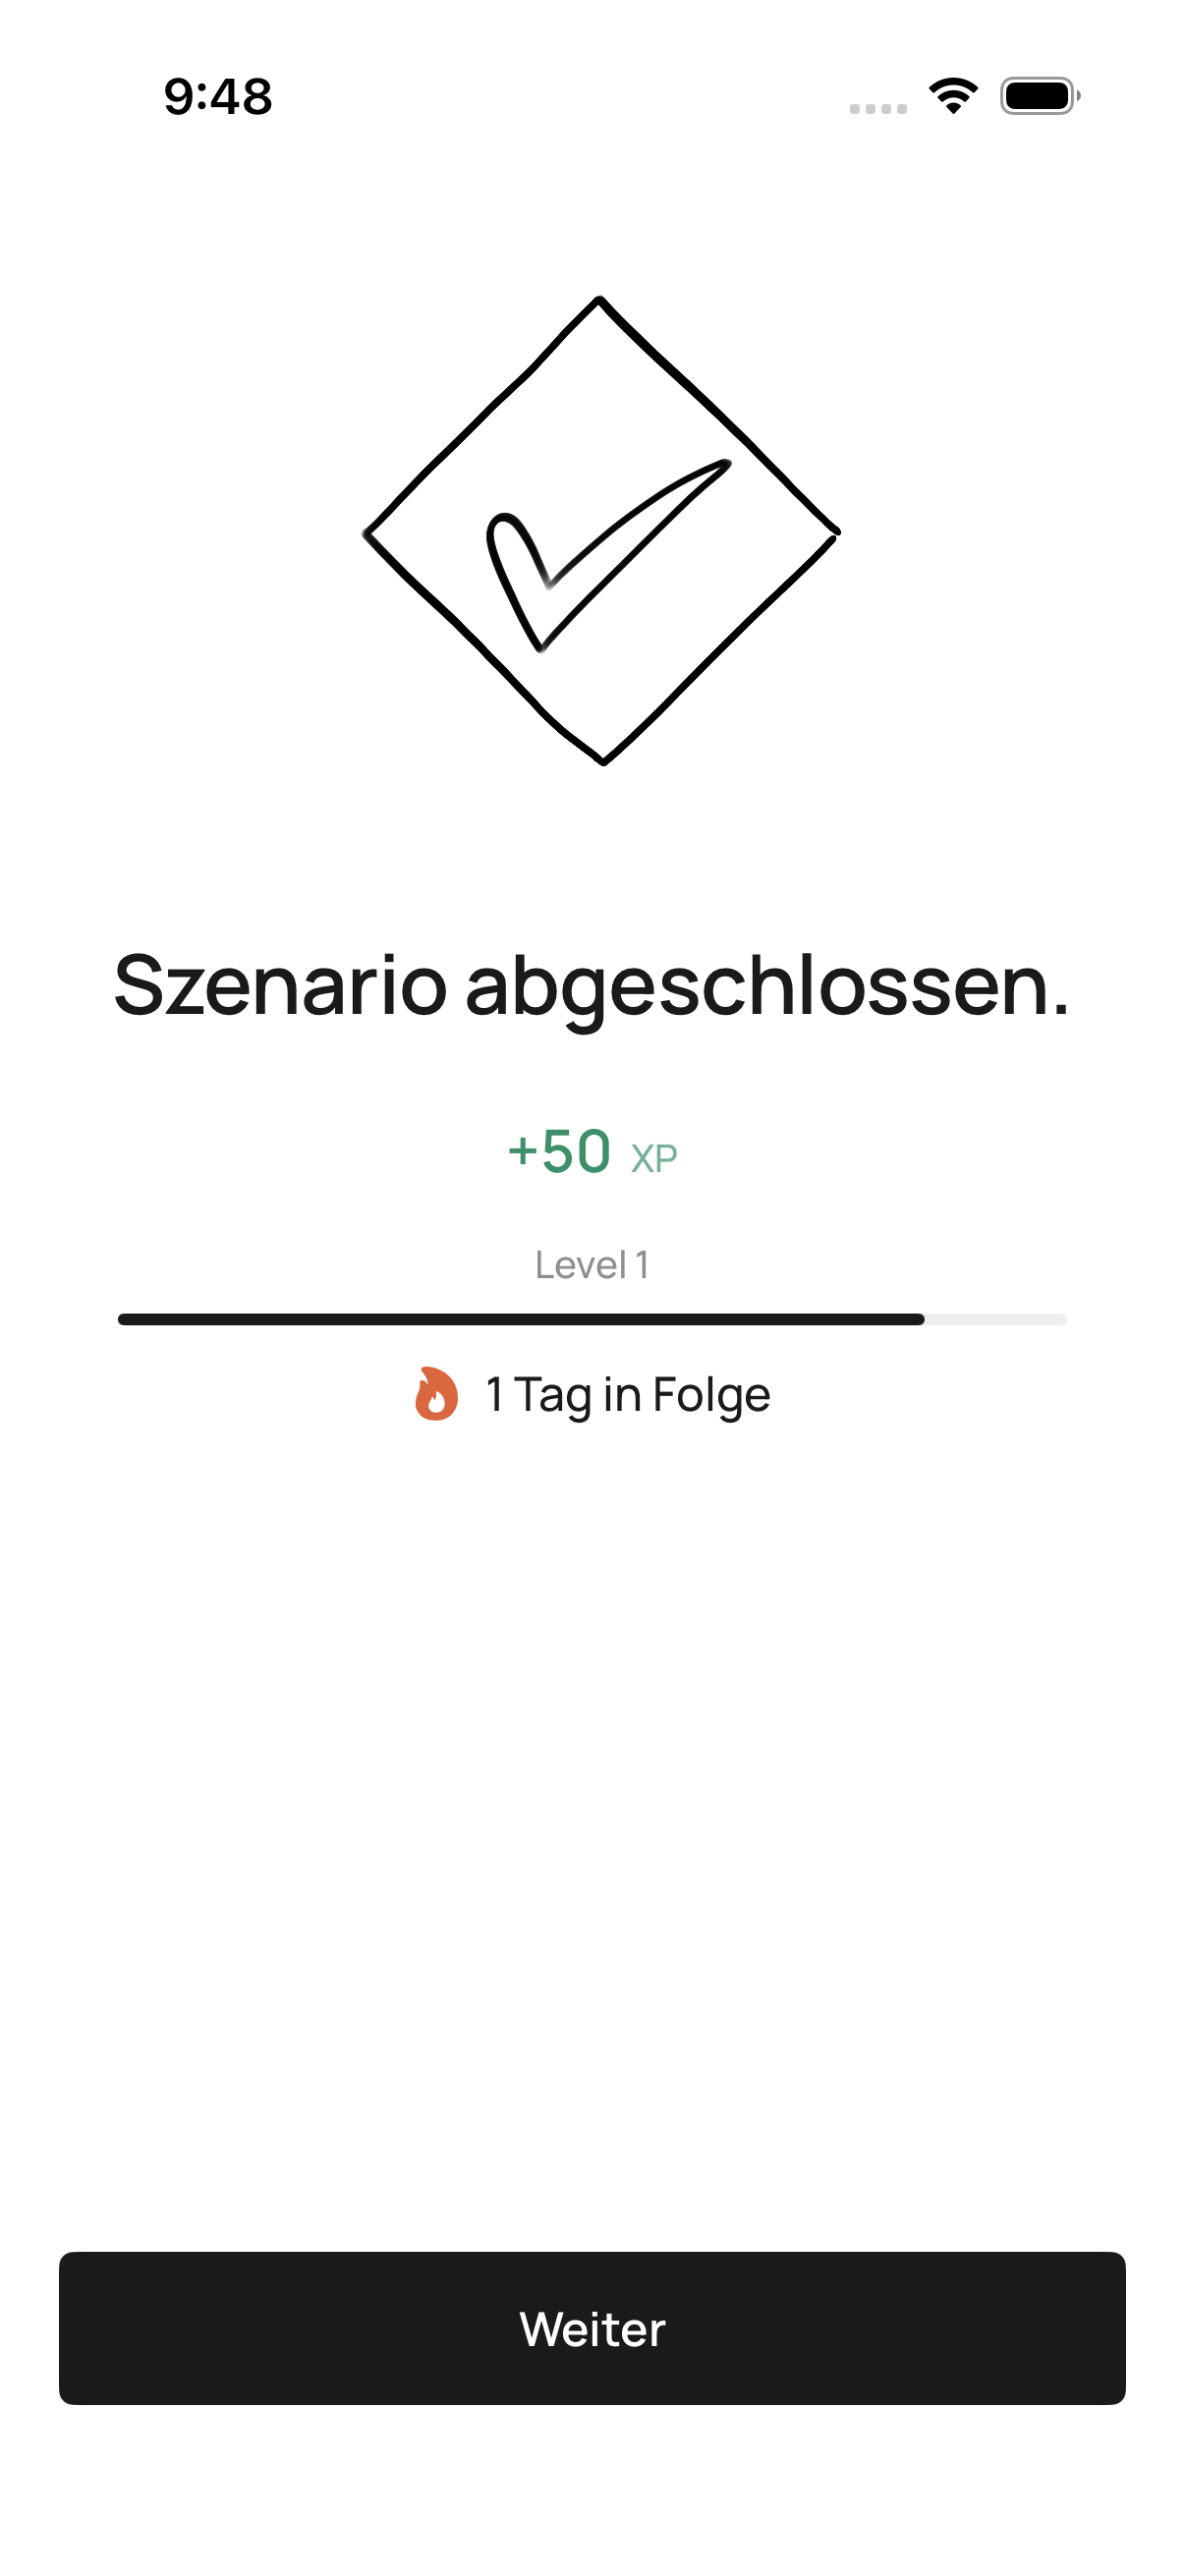 9:48
Szenario abgeschlossen.
+50 XP
Level 1
1 Tag in Folge
Weiter